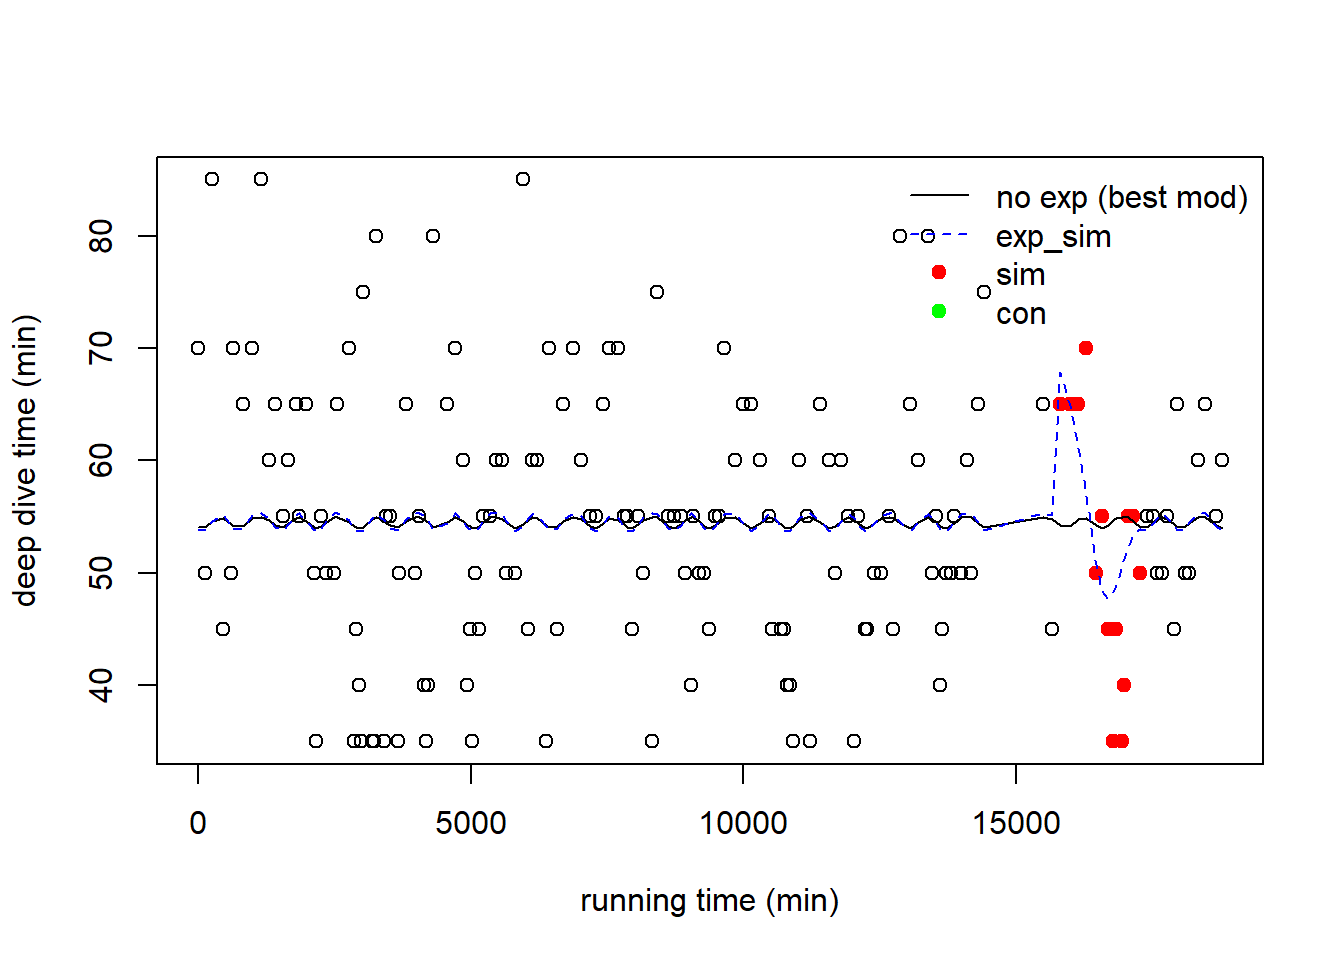 no exp (best mod)
exp_sim
sim
con
deep dive time (min)
80
70
60
50
40
0 5000 10000 15000
running time (min)